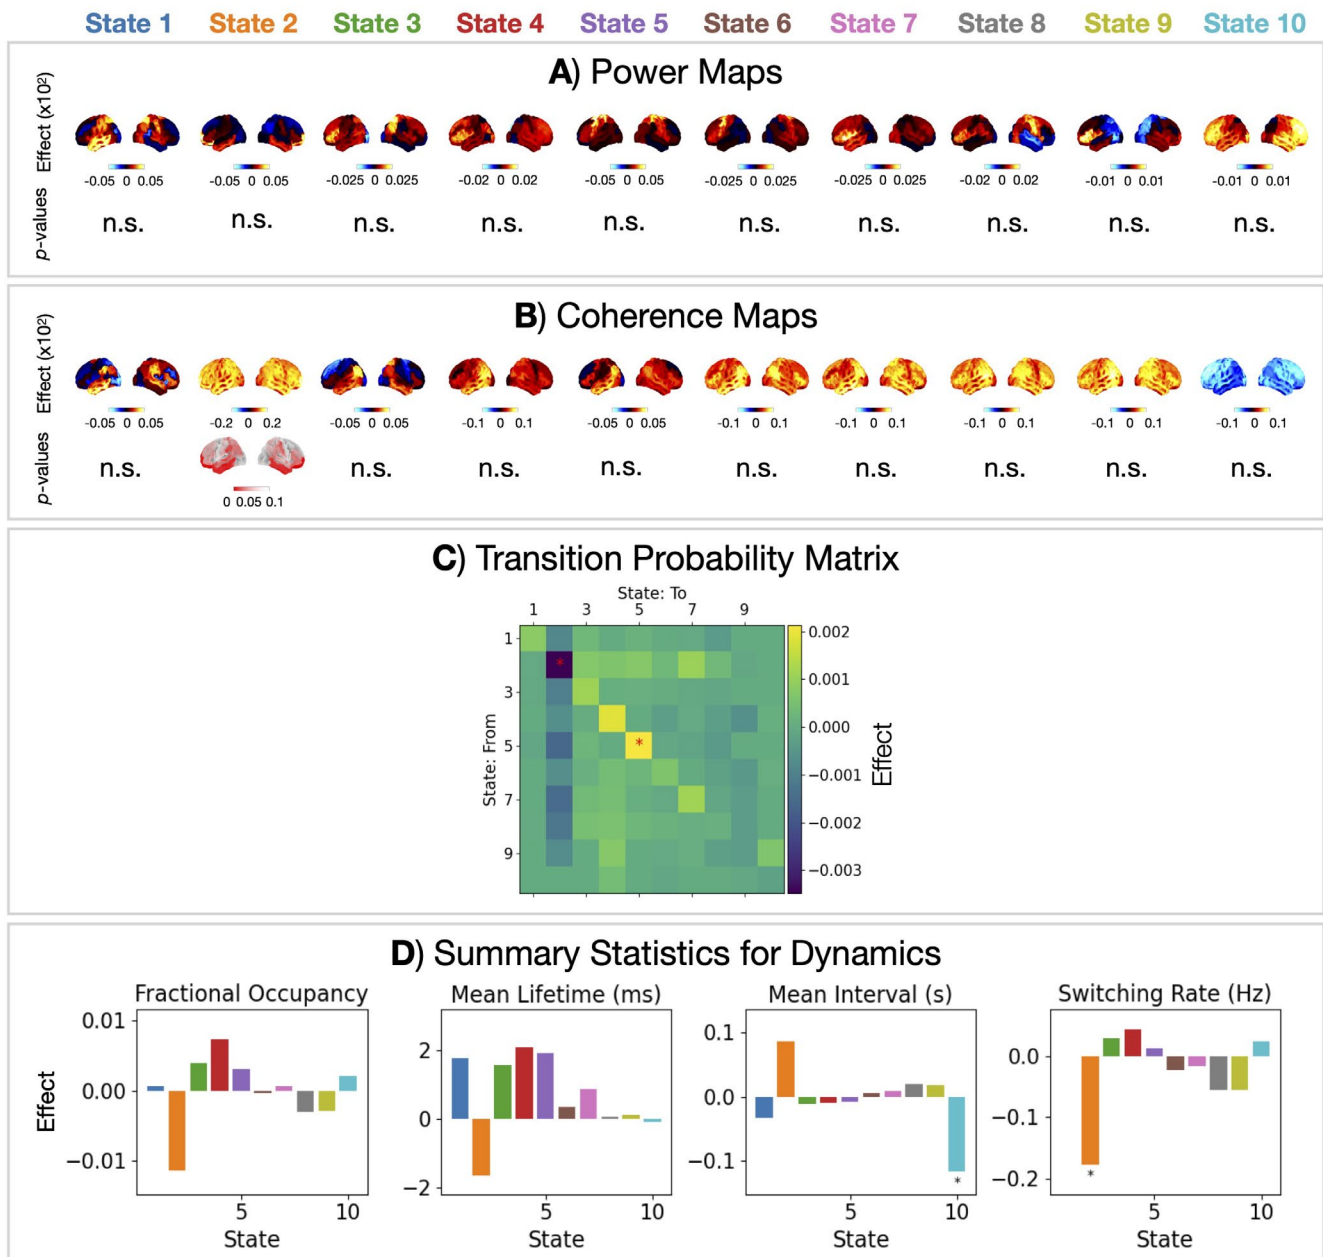 State 1 State 2 State 3 State 4 State 5 State 6 State 7 State 8 State 9 State 10
A) Power Maps
Effect (x10²)
-0.05 0 0.05 -0.05 0 0.05 -0.025 0 0.025 -0.02 0 0.02 -0.05 0 0.05 -0.025 0 0.025 -0.025 0 0.025 -0.02 0 0.02 -0.01 0 0.01 -0.01 0 0.01
p-values
n.s. n.s. n.s. n.s. n.s. n.s. n.s. n.s. n.s. n.s.
B) Coherence Maps
Effect (x10²)
-0.05 0 0.05 -0.2 0 0.2 -0.05 0 0.05 -0.1 0 0.1 -0.05 0 0.05 -0.1 0 0.1 -0.1 0 0.1 -0.1 0 0.1 -0.1 0 0.1 -0.1 0 0.1
p-values
n.s. n.s. n.s. n.s. n.s. n.s. n.s. n.s. n.s.
0 0.05 0.1
C) Transition Probability Matrix
State: To
1 3 5 7 9
State: From
1
3
5
7
9
*
*
0.002
0.001
0.000
−0.001
−0.002
−0.003
Effect
D) Summary Statistics for Dynamics
Fractional Occupancy
Effect
0.01
0.00
−0.01
5 10
State
Mean Lifetime (ms)
2
0
−2
5 10
State
Mean Interval (s)
0.1
0.0
−0.1
*
5 10
State
Switching Rate (Hz)
0.0
−0.1
−0.2
*
5 10
State